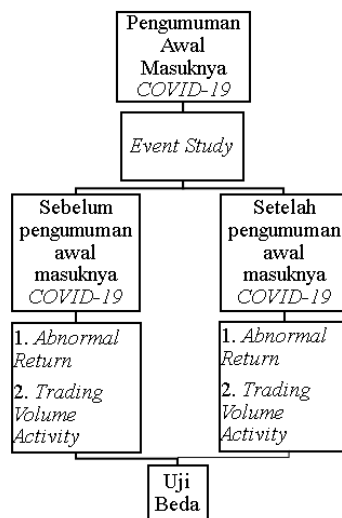 Pengumuman
Awal
Masuknya
COVID-19
Event Study
Sebelum
pengumuman
awal
masuknya
COVID-19
Setelah
pengumuman
awal
masuknya
COVID-19
1. Abnormal
Return
2. Trading
Volume
Activity
1. Abnormal
Return
2. Trading
Volume
Activity
Uji
Beda